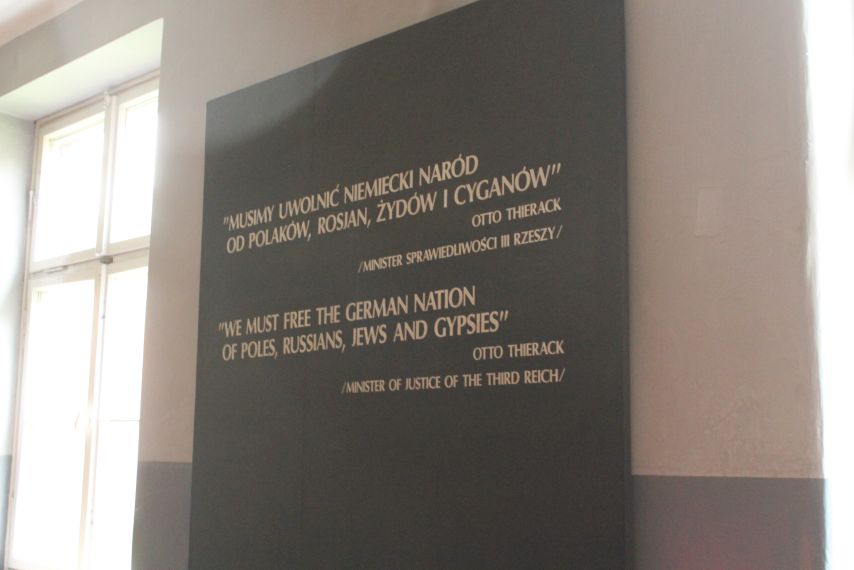 "MUSIMY UWOLNIĆ NIEMIECKI NARÓD
OD POLAKÓW, ROSJAN, ŻYDÓW I CYGANÓW"
OTTO THIERACK
/MINISTER SPRAWIEDLIWOŚCI III RZESZY/
"WE MUST FREE THE GERMAN NATION
OF POLES, RUSSIANS, JEWS AND GYPSIES"
OTTO THIERACK
/MINISTER OF JUSTICE OF THE THIRD REICH/